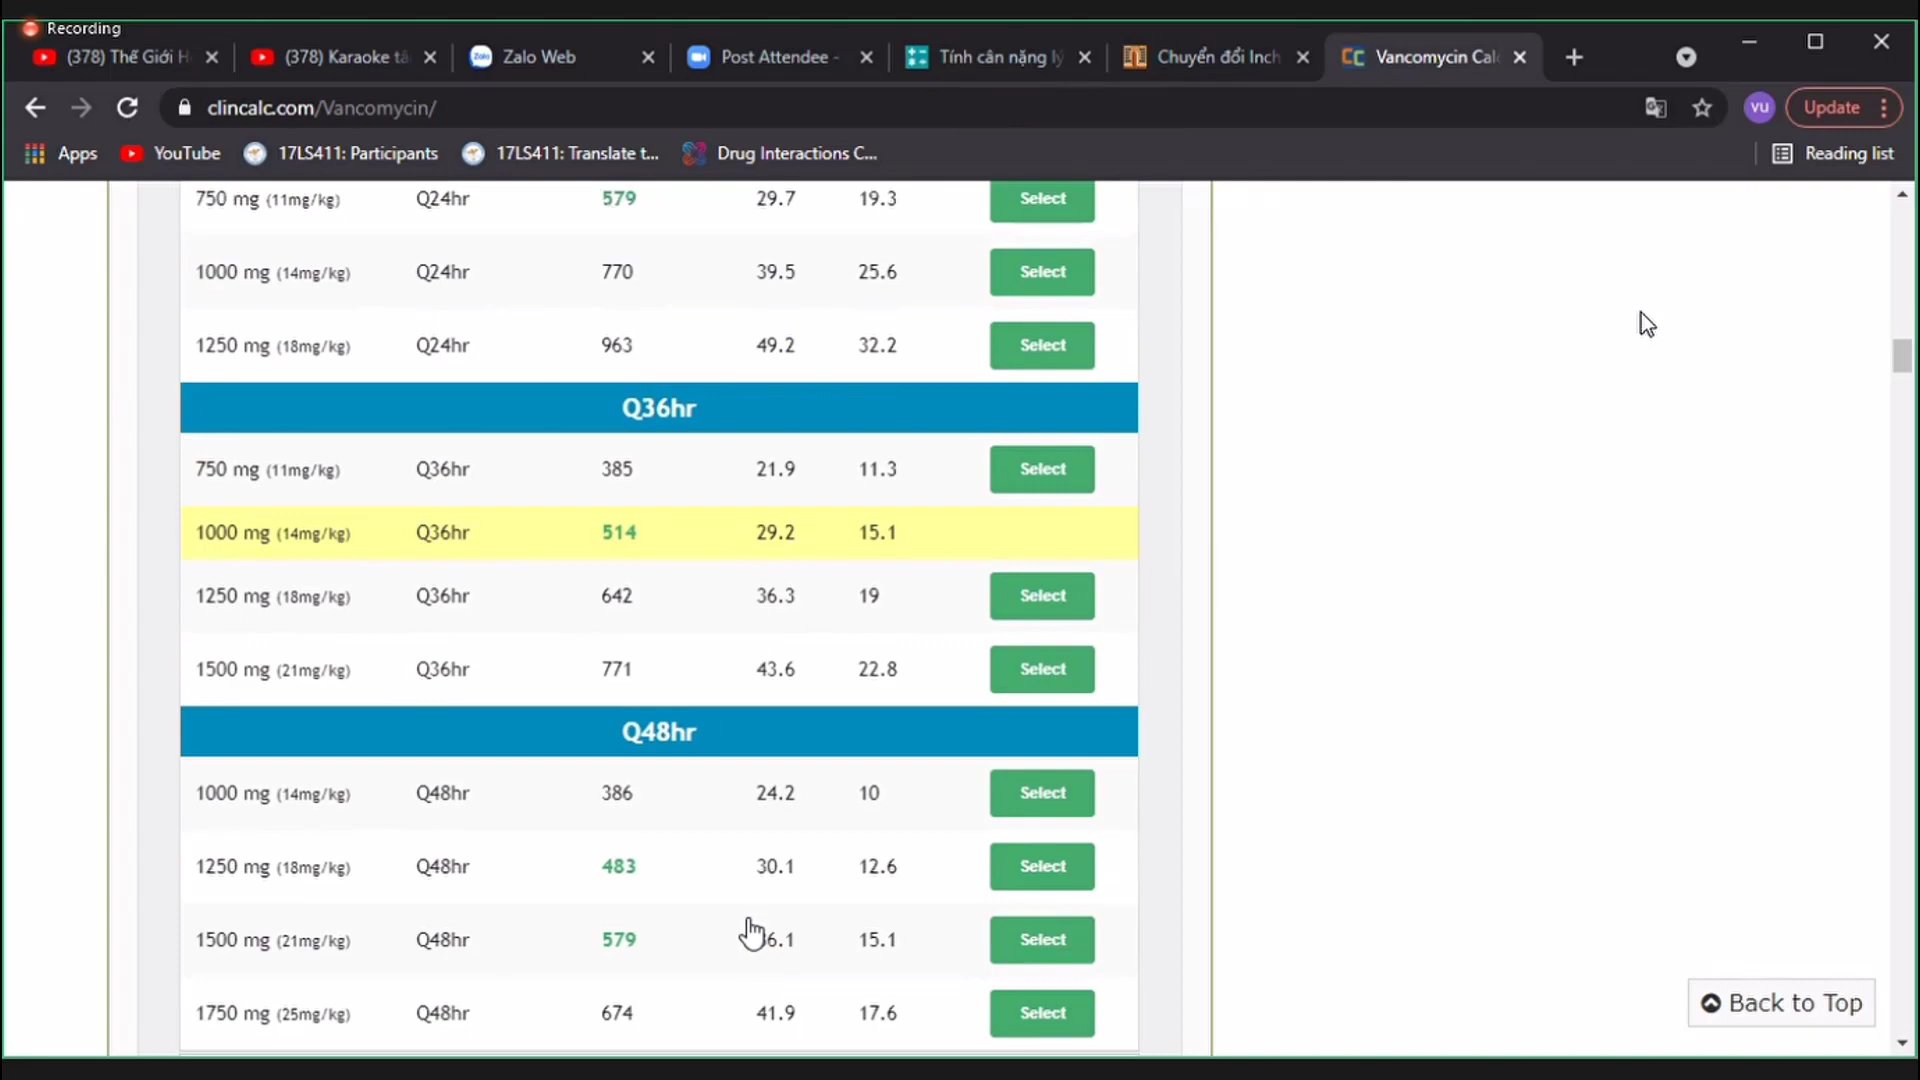 Recording
(378) Thế Giới H
(378) Karaoke tâ
Zalo Web
Post Attendee -
Tính cân nặng lý
Chuyển đổi Inch
Vancomycin Calc
clincalc.com/Vancomycin/
VU
Update
Apps
YouTube
17LS411: Participants
17LS411: Translate t...
Drug Interactions C...
Reading list
750 mg (11mg/kg) Q24hr 579 29.7 19.3 Select
1000 mg (14mg/kg) Q24hr 770 39.5 25.6 Select
1250 mg (18mg/kg) Q24hr 963 49.2 32.2 Select
Q36hr
750 mg (11mg/kg) Q36hr 385 21.9 11.3 Select
1000 mg (14mg/kg) Q36hr 514 29.2 15.1
1250 mg (18mg/kg) Q36hr 642 36.3 19 Select
1500 mg (21mg/kg) Q36hr 771 43.6 22.8 Select
Q48hr
1000 mg (14mg/kg) Q48hr 386 24.2 10 Select
1250 mg (18mg/kg) Q48hr 483 30.1 12.6 Select
1500 mg (21mg/kg) Q48hr 579 6.1 15.1 Select
1750 mg (25mg/kg) Q48hr 674 41.9 17.6 Select
Back to Top